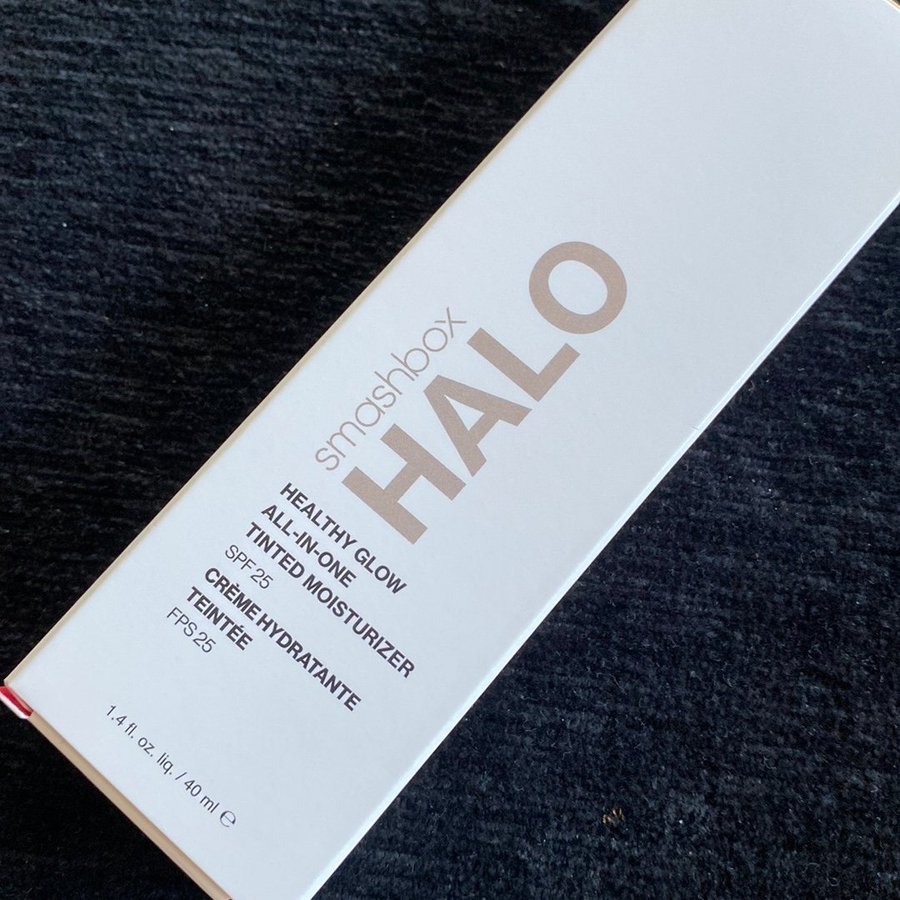 smashbox
HALO
HEALTHY GLOW
ALL-IN-ONE
TINTED MOISTURIZER
SPF 25
CRÈME HYDRATANTE
TEINTÉE
FPS 25
1.4 fl. oz. liq. / 40 ml ℮